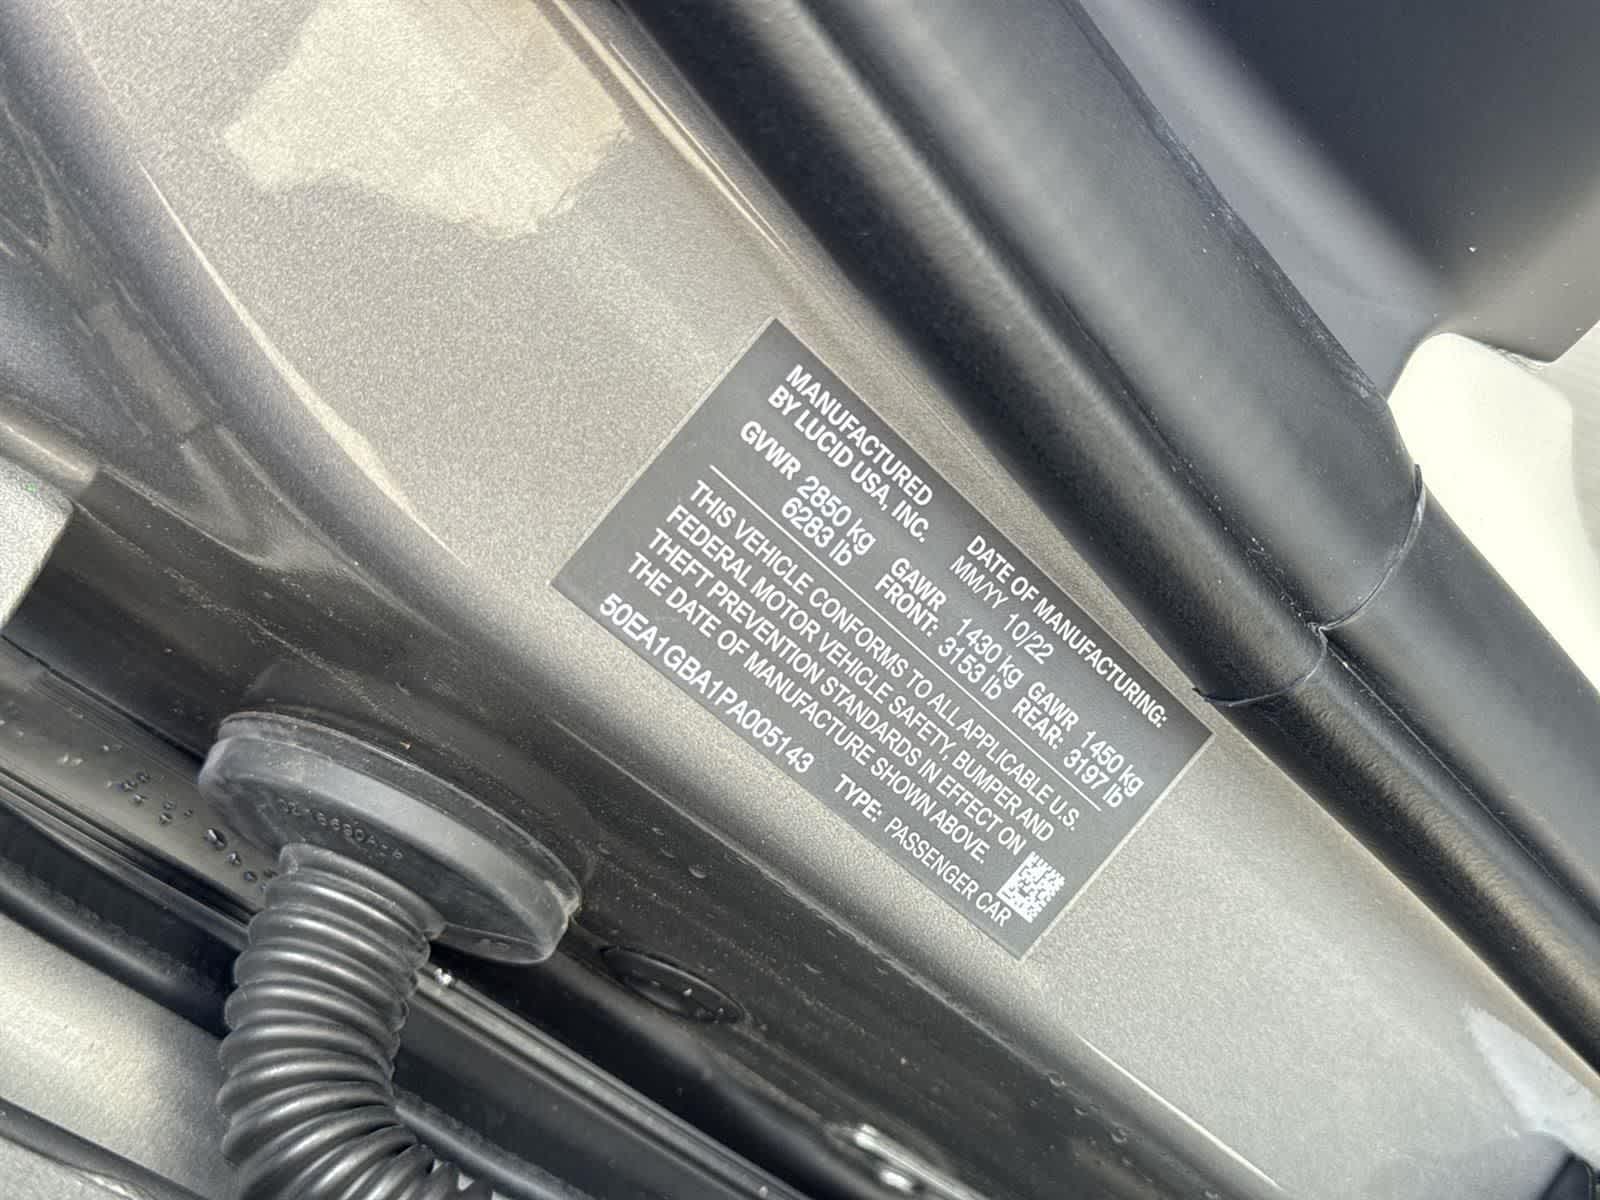 MANUFACTURED
BY LUCID USA, INC.
DATE OF MANUFACTURING:
MM/YY 10/22
GVWR 2850 kg
6283 lb
GAWR
FRONT:
1430 kg
3153 lb
GAWR
REAR:
1450 kg
3197 lb
THIS VEHICLE CONFORMS TO ALL APPLICABLE U.S.
FEDERAL MOTOR VEHICLE SAFETY, BUMPER AND
THEFT PREVENTION STANDARDS IN EFFECT ON
THE DATE OF MANUFACTURE SHOWN ABOVE.
50EA1GBA1PA005143
TYPE: PASSENGER CAR